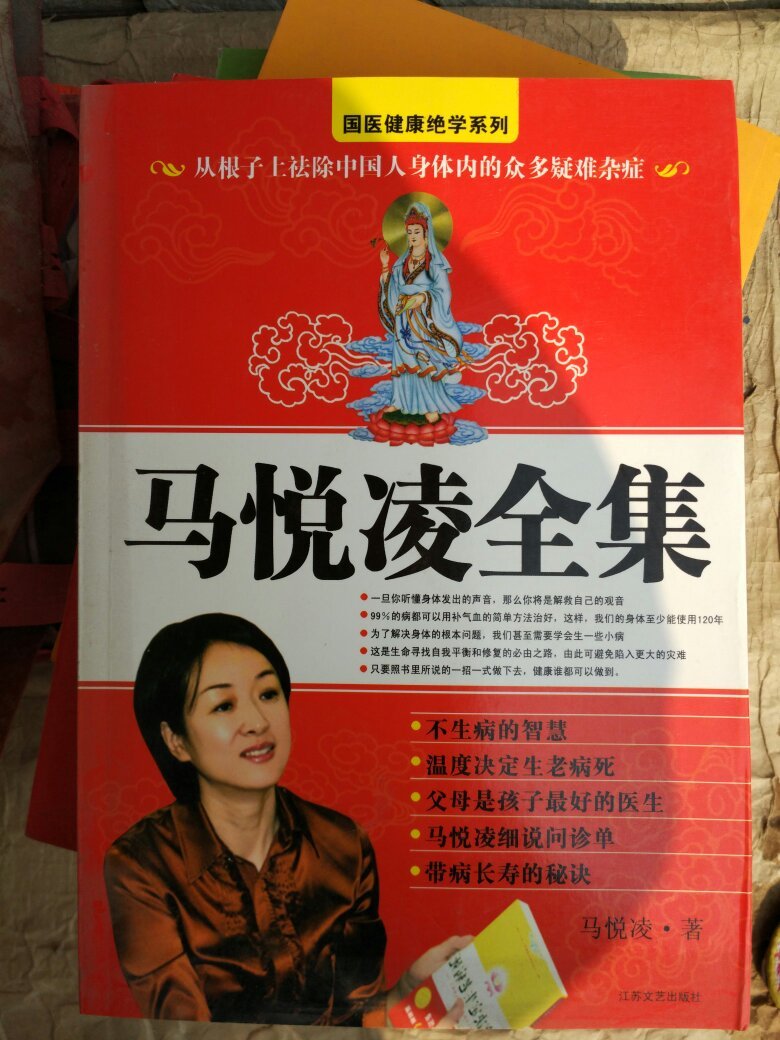 国医健康绝学系列
从根子上祛除中国人身体内的众多疑难杂症
马悦凌全集
●一旦你听懂身体发出的声音，那么你将是解救自己的观音
●99%的病都可以用补气血的简单方法治好，这样，我们的身体至少能使用120年
●为了解决身体的根本问题，我们甚至需要学会生一些小病
●这是生命寻找自我平衡和修复的必由之路，由此可避免陷入更大的灾难
●只要照书里所说的一招一式做下去，健康谁都可以做到。
●不生病的智慧
●温度决定生老病死
●父母是孩子最好的医生
●马悦凌细说问诊单
●带病长寿的秘诀
马悦凌·著
江苏文艺出版社